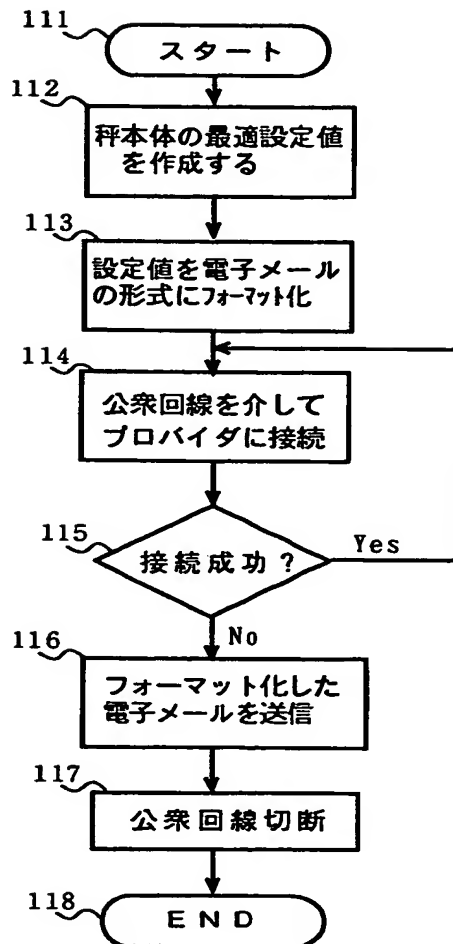 111
スタート
112
秤本体の最適設定値
を作成する
113
設定値を電子メール
の形式にフォーマット化
114
公衆回線を介して
プロバイダに接続
115
接続成功?
Yes
No
116
フォーマット化した
電子メールを送信
117
公衆回線切断
118
END